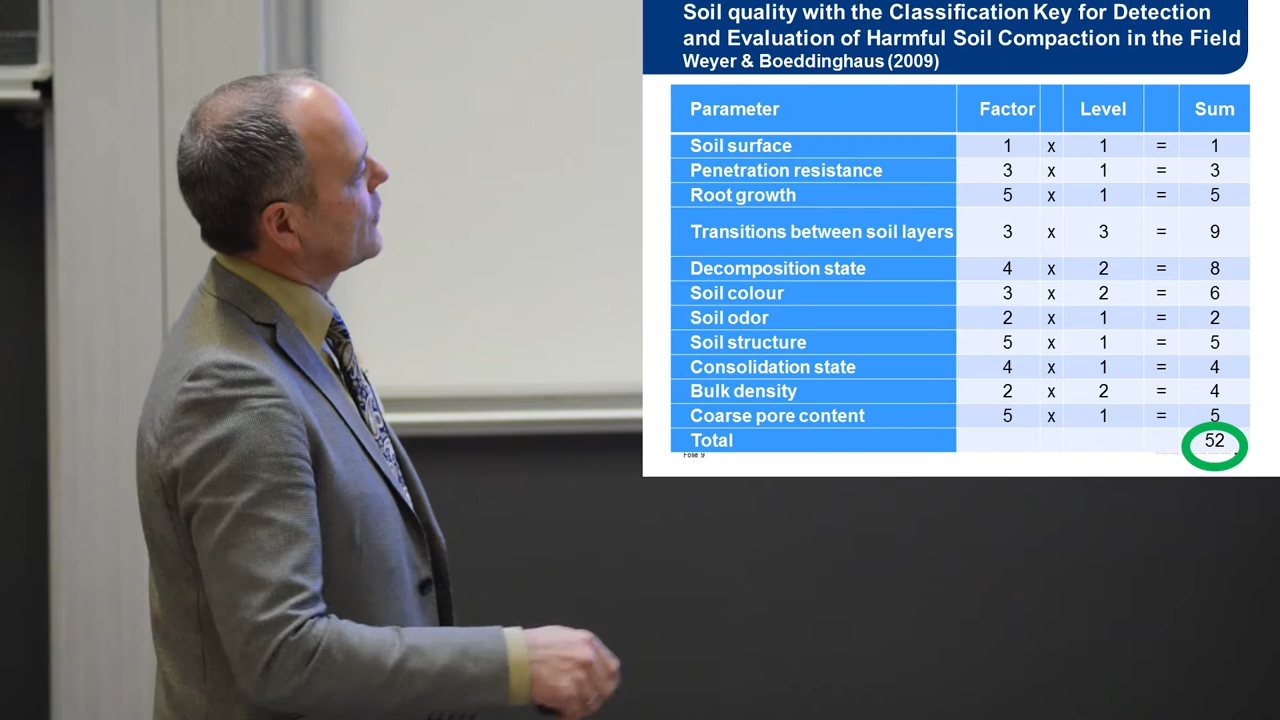 Soil quality with the Classification Key for Detection
and Evaluation of Harmful Soil Compaction in the Field
Weyer & Boeddinghaus (2009)
Parameter Factor Level Sum
Soil surface 1 x 1 = 1
Penetration resistance 3 x 1 = 3
Root growth 5 x 1 = 5
Transitions between soil layers 3 x 3 = 9
Decomposition state 4 x 2 = 8
Soil colour 3 x 2 = 6
Soil odor 2 x 1 = 2
Soil structure 5 x 1 = 5
Consolidation state 4 x 1 = 4
Bulk density 2 x 2 = 4
Coarse pore content 5 x 1 = 5
Total 52
Folie 9